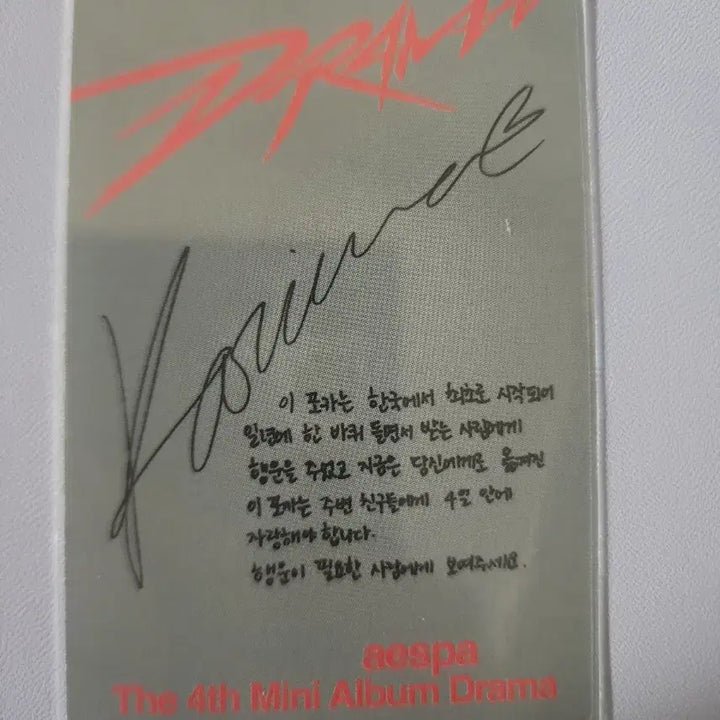 DRAMA
Karina
이 포카는 한국에서 최초로 시작되어
일년에 한 바퀴 돌면서 받는 사람에게
행운을 주었고 지금은 당신에게로 옮겨진
이 포카는 주변 친구들에게 4일 안에
자랑해야 합니다.
행운이 필요한 사람에게 보여주세요.
aespa
The 4th Mini Album Drama